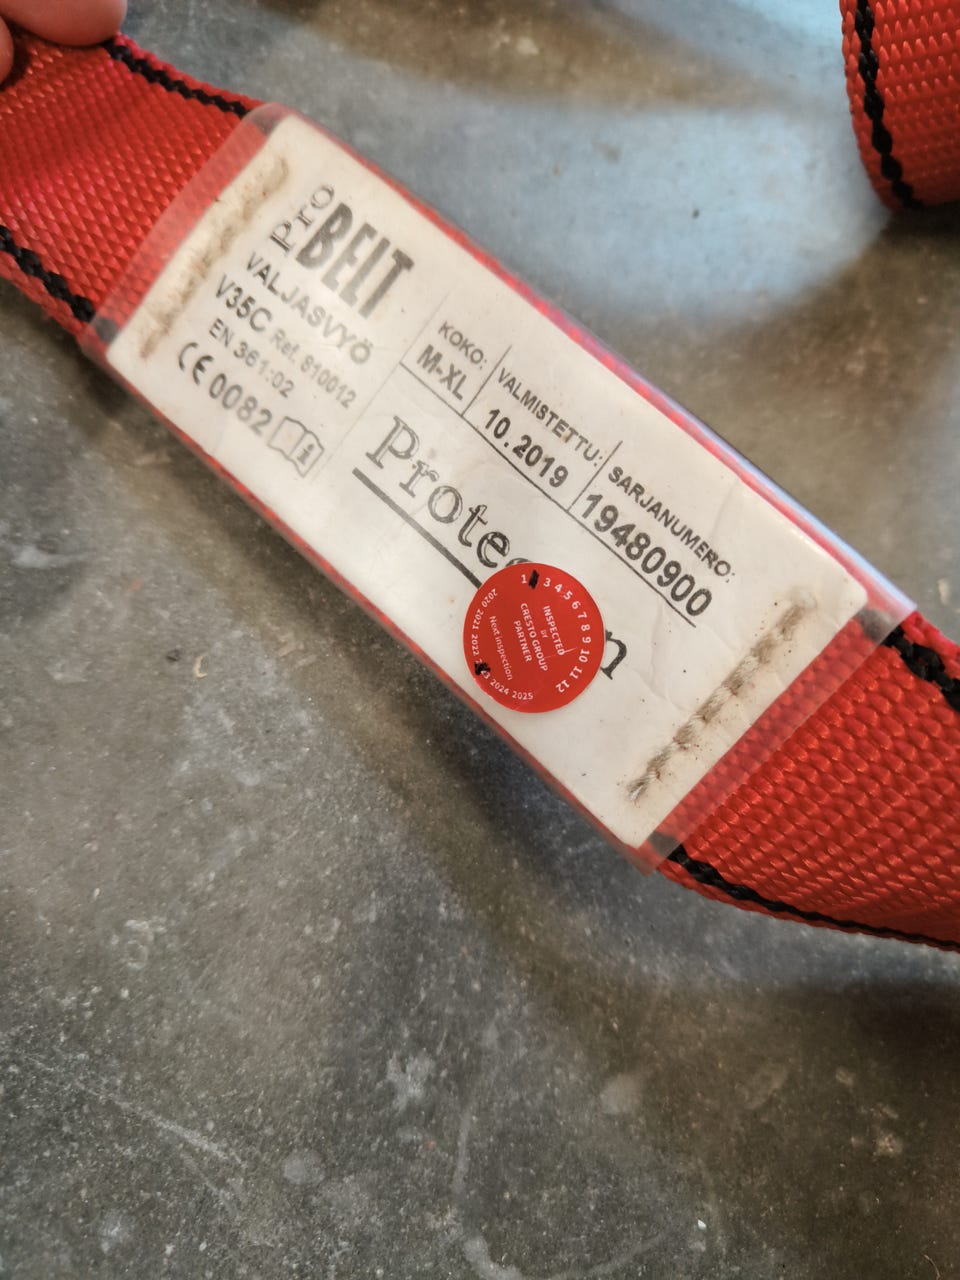 Pro
BELT
VALJASVYÖ
V35C Ref. 810012
EN 361:02
CE 0082
KOKO:
M-XL
VALMISTETTU:
10.2019
SARJANUMERO:
19480900
1 3 4 5 6 7 8 9 10 11 12
INSPECTED
BY
CRESTO GROUP
PARTNER
Next inspection
2020 2021 2022 2024 2025